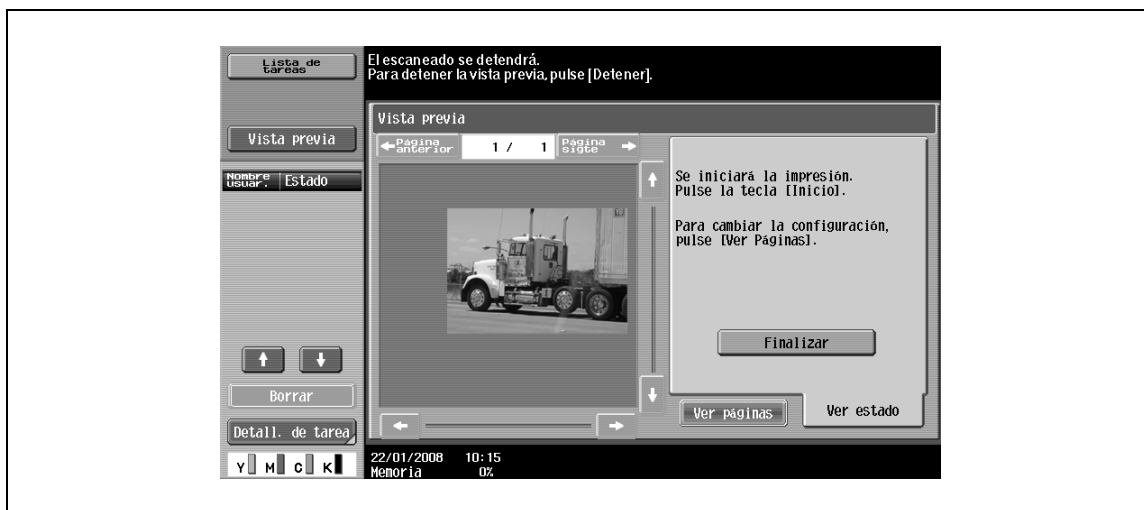 Lista de
tareas
El escaneado se detendrá.
Para detener la vista previa, pulse [Detener].
Vista previa
Vista previa
Página
anterior
1 / 1
Página
sigte
Nombre
usuar.
Estado
Se iniciará la impresión.
Pulse la tecla [Inicio].
Para cambiar la configuración,
pulse [Ver Páginas].
Finalizar
Borrar
Ver páginas
Ver estado
Detall. de tarea
Y M C K
22/01/2008 10:15
Memoria 0%